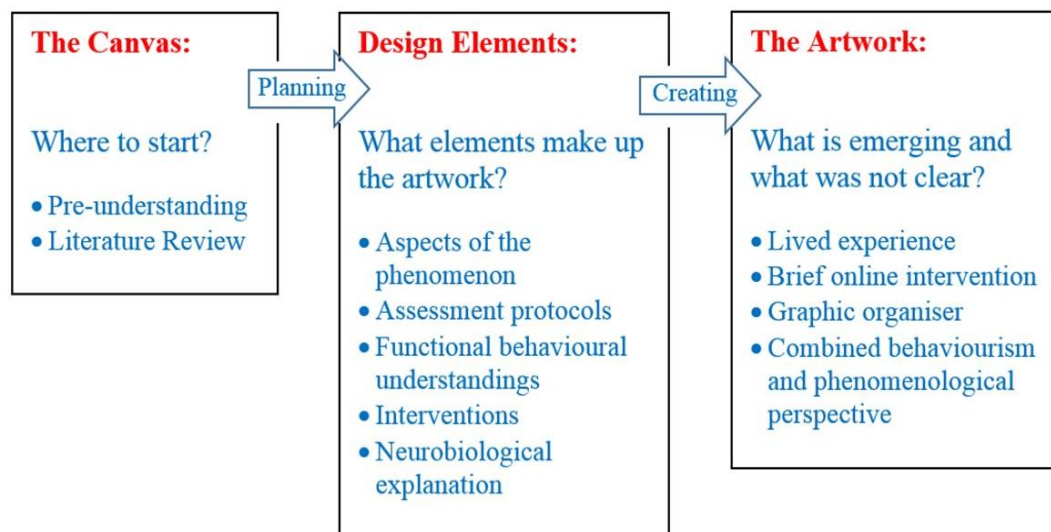 The Canvas:
Where to start?
• Pre-understanding
• Literature Review
Planning
Design Elements:
What elements make up
the artwork?
• Aspects of the
phenomenon
• Assessment protocols
• Functional behavioural
understandings
• Interventions
• Neurobiological
explanation
Creating
The Artwork:
What is emerging and
what was not clear?
• Lived experience
• Brief online intervention
• Graphic organiser
• Combined behaviourism
and phenomenological
perspective